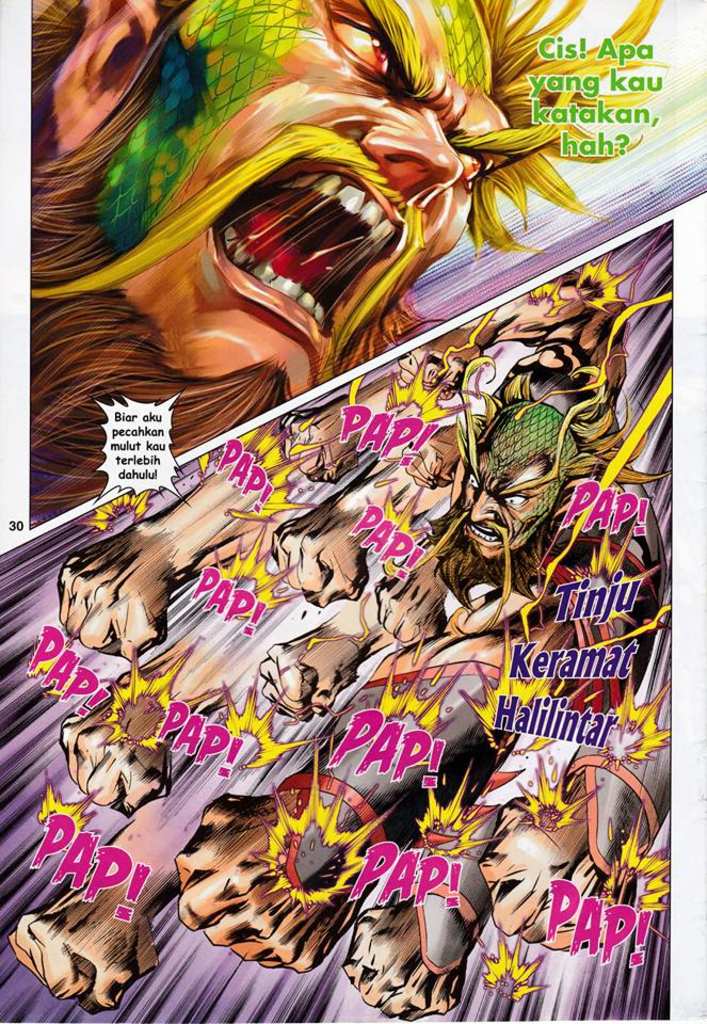 Cis! Apa
yang kau
katakan,
hah?
Biar aku
pecahkan
mulut kau
terlebih
dahulu!
30
PAP!
PAP!
PAP!
PAP!
PAP!
PAP!
PAP!
PAP!
PAP!
PAP!
PAP!
Tinju
Keramat
Halilintar